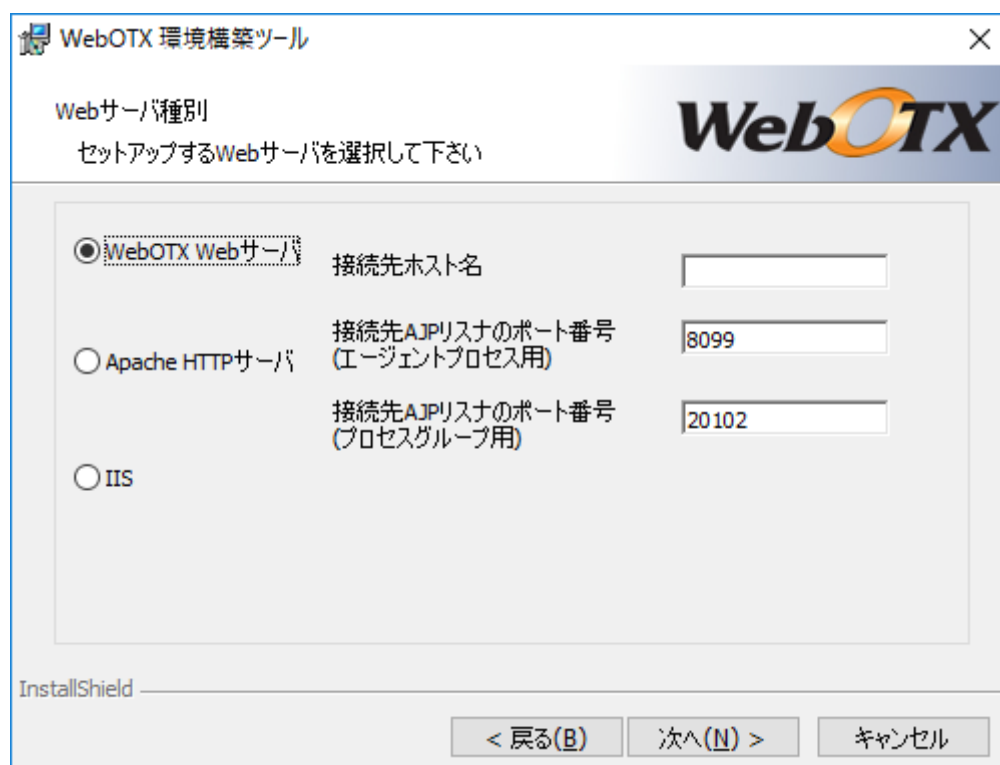 WebOTX 環境構築ツール
Webサーバ種別
セットアップするWebサーバを選択して下さい
WebOTX
WebOTX Webサーバ
接続先ホスト名
接続先AJPリスナのポート番号
(エージェントプロセス用)
8099
Apache HTTPサーバ
接続先AJPリスナのポート番号
(プロセスグループ用)
20102
IIS
InstallShield
< 戻る(B)
次へ(N) >
キャンセル